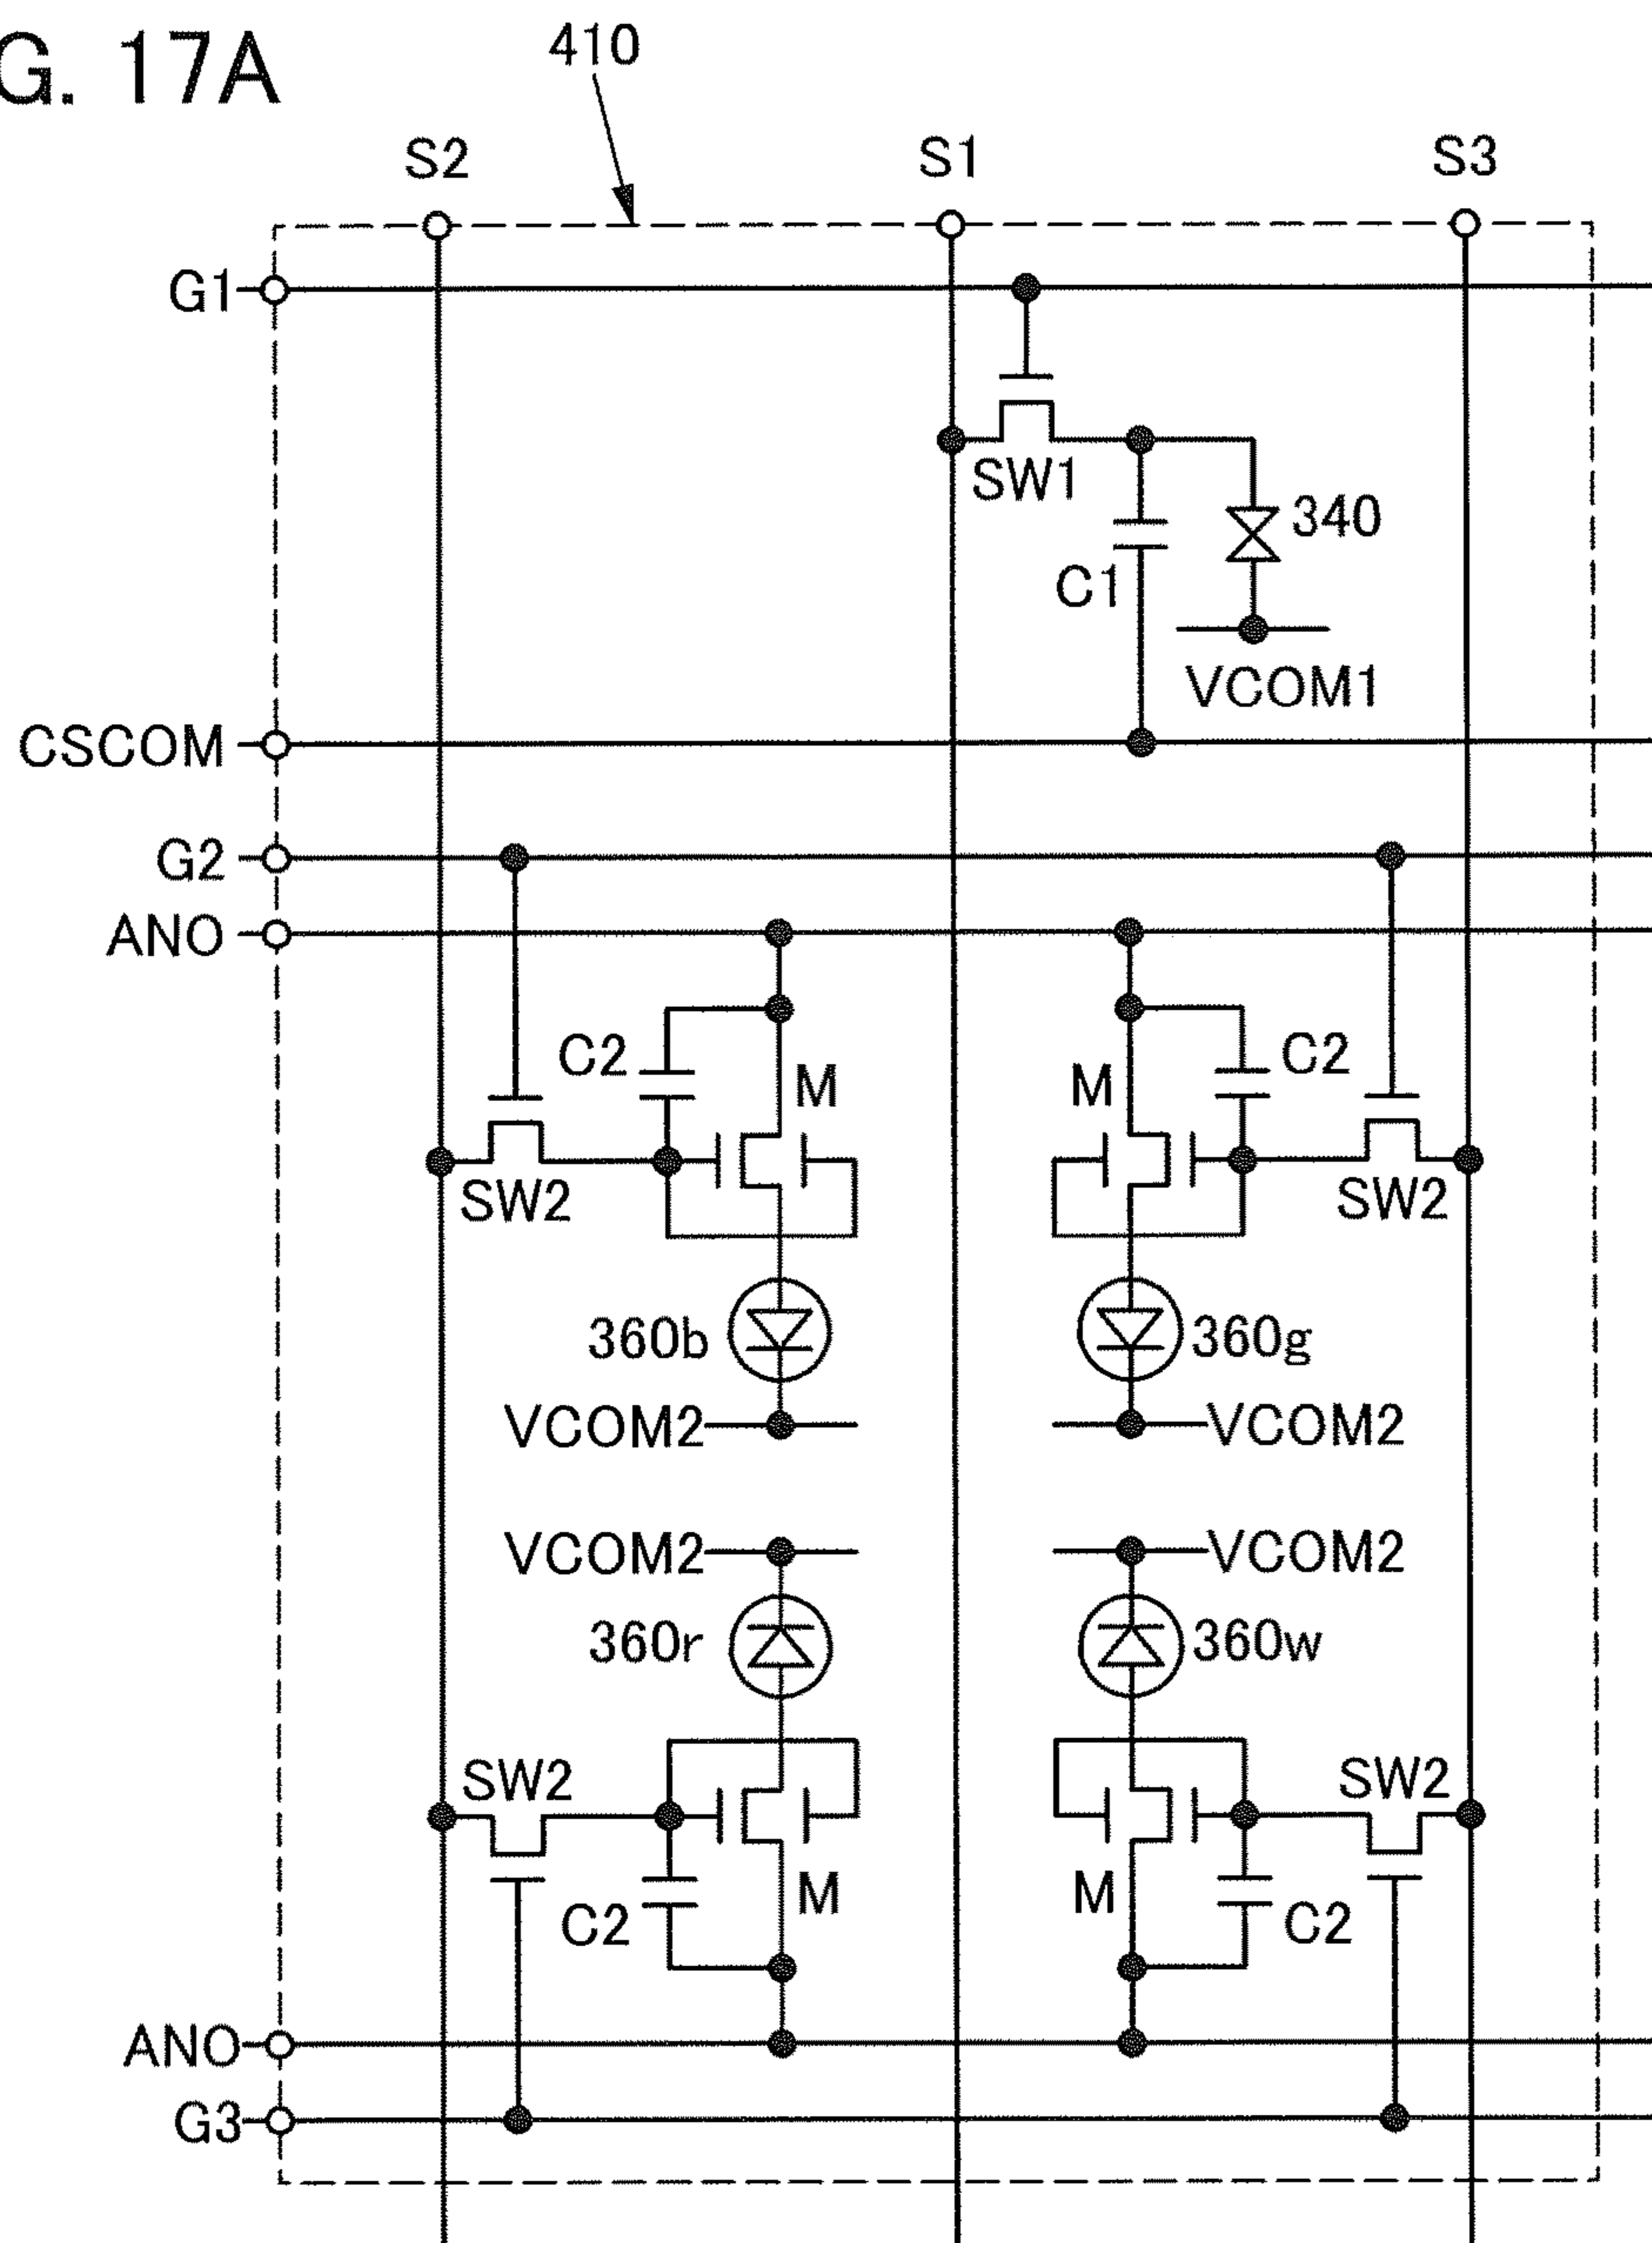 G. 17A
410
S2 S1 S3
G1
SW1
340
C1
VCOM1
CSCOM
G2
ANO
C2 M M C2
SW2 SW2
360b 360g
VCOM2 VCOM2
VCOM2 VCOM2
360r 360w
SW2 SW2
C2 M M C2
ANO
G3